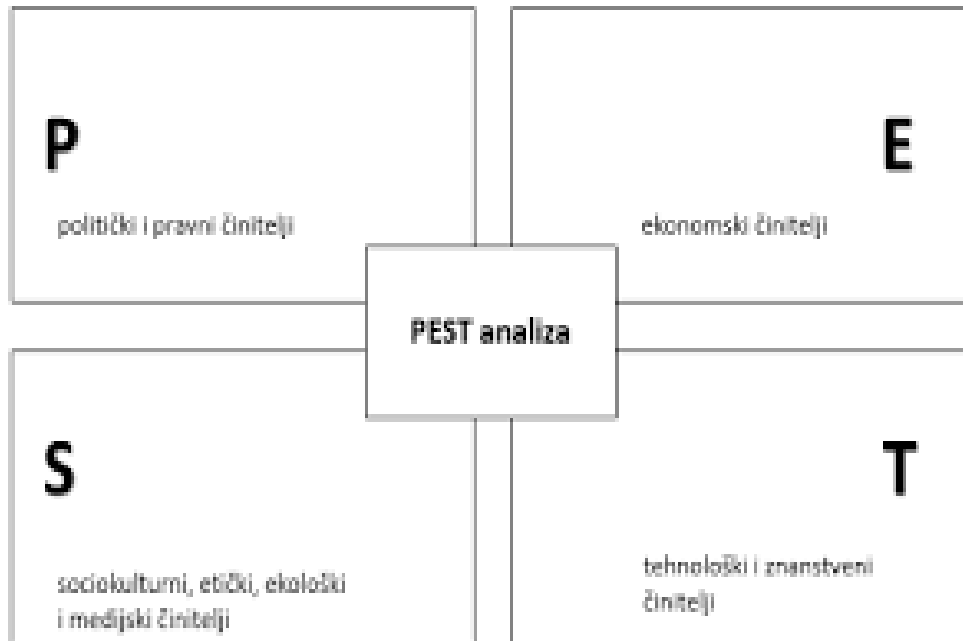 P
politički i pravni činitelji
E
ekonomski činitelji
PEST analiza
S
sociokulturni, etički, ekološki
i medijski činitelji
T
tehnološki i znanstveni
činitelji